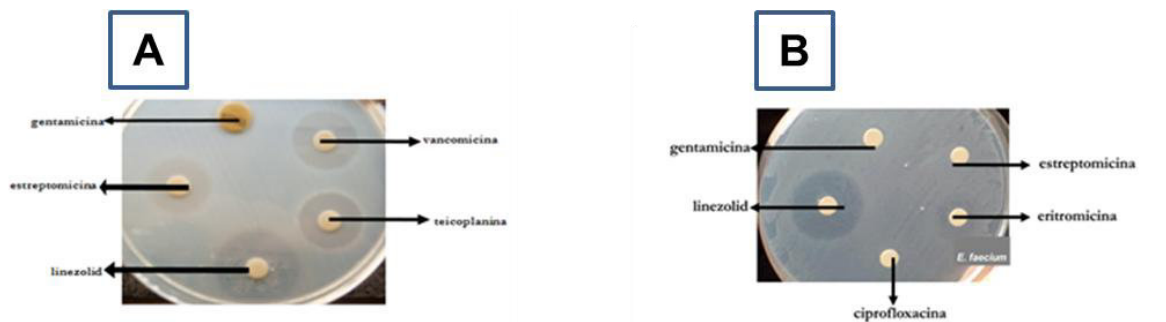 A
gentamicina
vancomicina
estreptomicina
teicoplanina
linezolid
B
gentamicina
estreptomicina
linezolid
eritromicina
E. faecium
ciprofloxacina